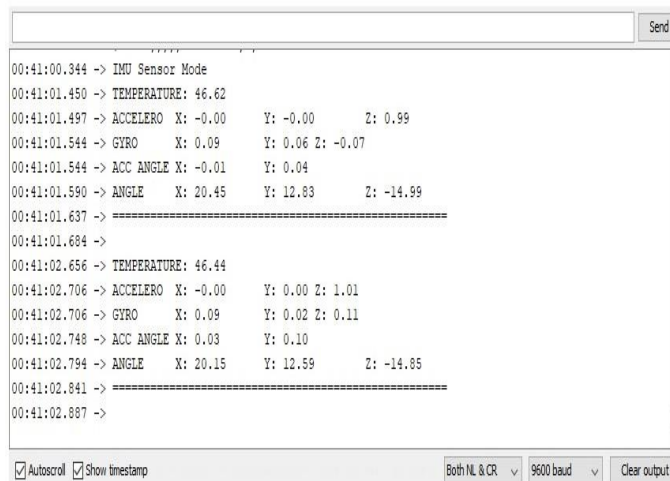 Send
00:41:00.344 -> IMU Sensor Mode
00:41:01.450 -> TEMPERATURE: 46.62
00:41:01.497 -> ACCELERO X: -0.00 Y: -0.00 Z: 0.99
00:41:01.544 -> GYRO X: 0.09 Y: 0.06 Z: -0.07
00:41:01.544 -> ACC ANGLE X: -0.01 Y: 0.04
00:41:01.590 -> ANGLE X: 20.45 Y: 12.83 Z: -14.99
00:41:01.637 -> =====================================================
00:41:01.684 ->
00:41:02.656 -> TEMPERATURE: 46.44
00:41:02.706 -> ACCELERO X: -0.00 Y: 0.00 Z: 1.01
00:41:02.706 -> GYRO X: 0.09 Y: 0.02 Z: 0.11
00:41:02.748 -> ACC ANGLE X: 0.03 Y: 0.10
00:41:02.794 -> ANGLE X: 20.15 Y: 12.59 Z: -14.85
00:41:02.841 -> =====================================================
00:41:02.887 ->
Autoscroll Show timestamp Both NL & CR 9600 baud Clear output